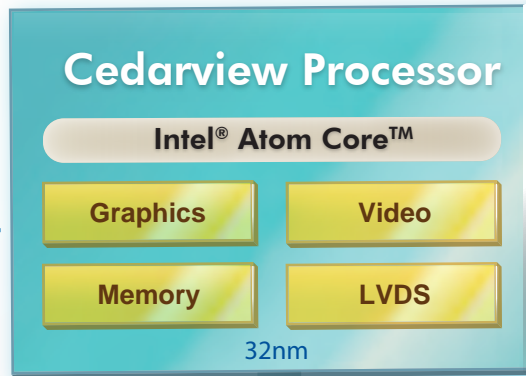 Cedarview Processor
Intel® Atom Core™
Graphics Video
Memory LVDS
32nm